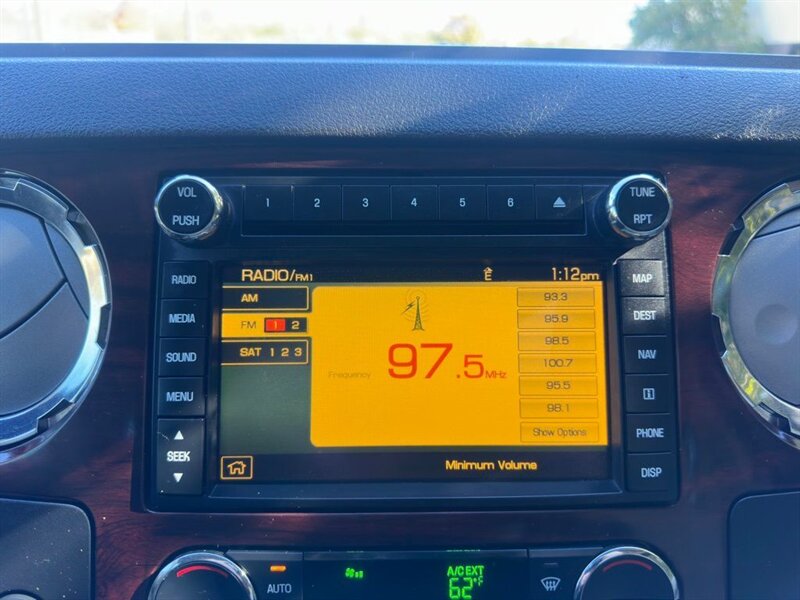 VOL
PUSH
1 2 3 4 5 6
TUNE
RPT
RADIO
MEDIA
SOUND
MENU
SEEK
RADIO/FM1
E
1:12pm
AM
FM 1 2
SAT 1 2 3
Frequency
97.5MHz
93.3
95.9
98.5
100.7
95.5
98.1
Show Options
Minimum Volume
MAP
DEST
NAV
i
PHONE
DISP
AUTO
A/C EXT
62°F